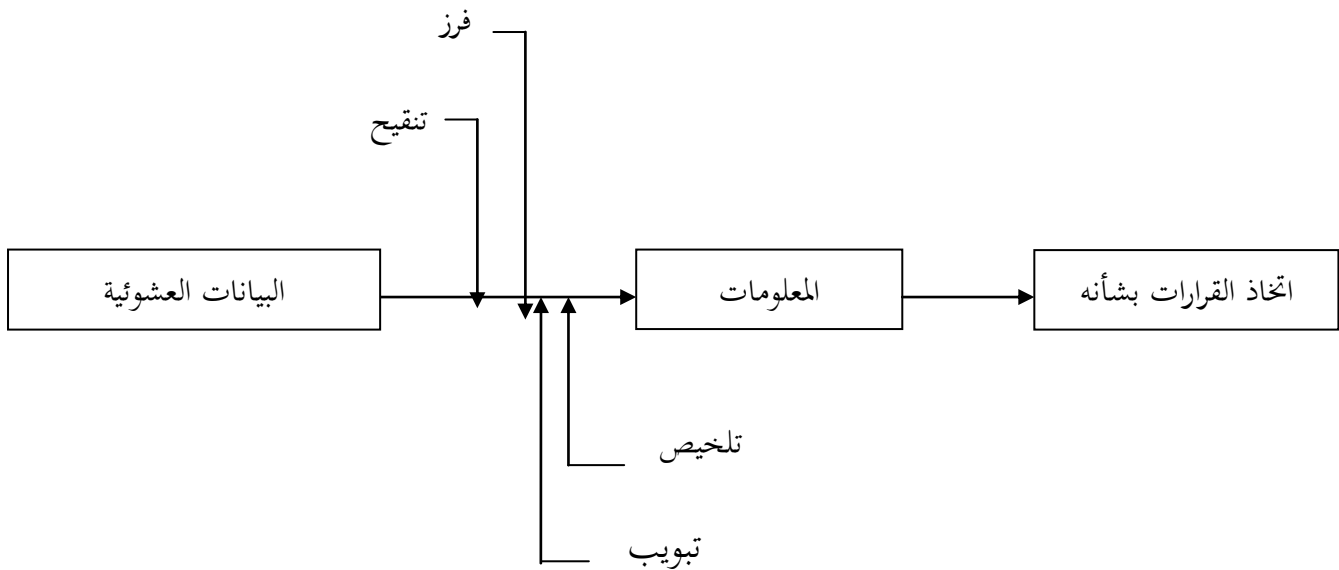 فرز
تنقيح
البيانات العشوئية
المعلومات
اتخاذ القرارات بشأنه
تلخيص
تبويب